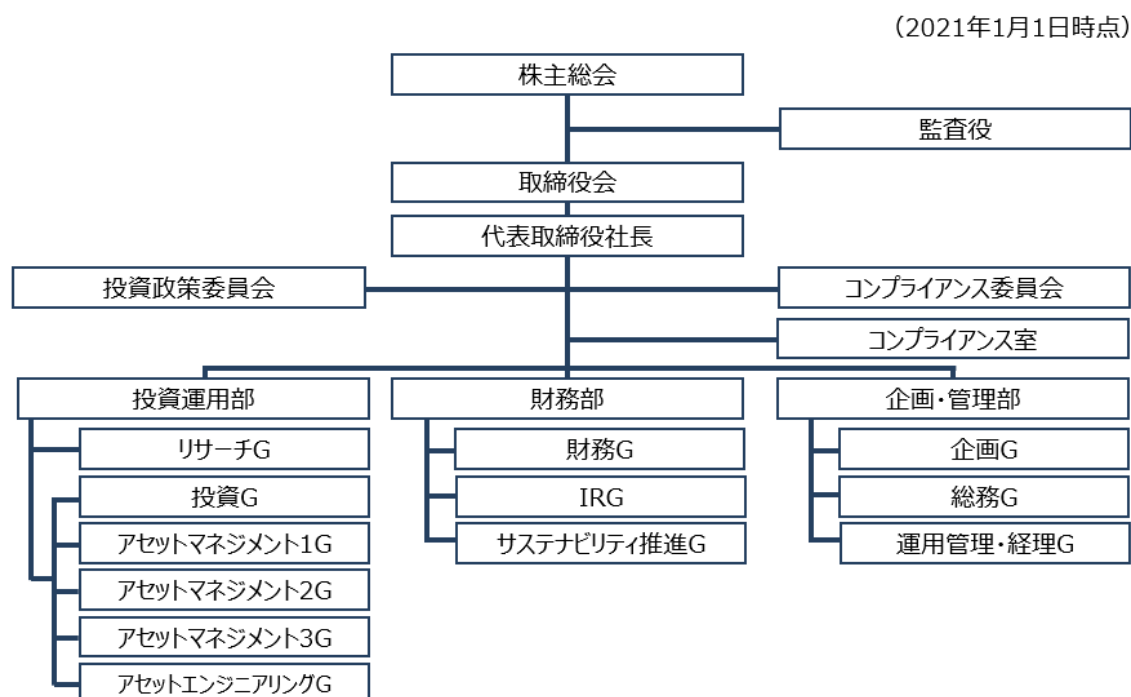 （2021年1月1日時点）
株主総会
監査役
取締役会
代表取締役社長
投資政策委員会
コンプライアンス委員会
コンプライアンス室
投資運用部
財務部
企画・管理部
リサーチG
財務G
企画G
投資G
IRG
総務G
アセットマネジメント1G
サステナビリティ推進G
運用管理・経理G
アセットマネジメント2G
アセットマネジメント3G
アセットエンジニアリングG